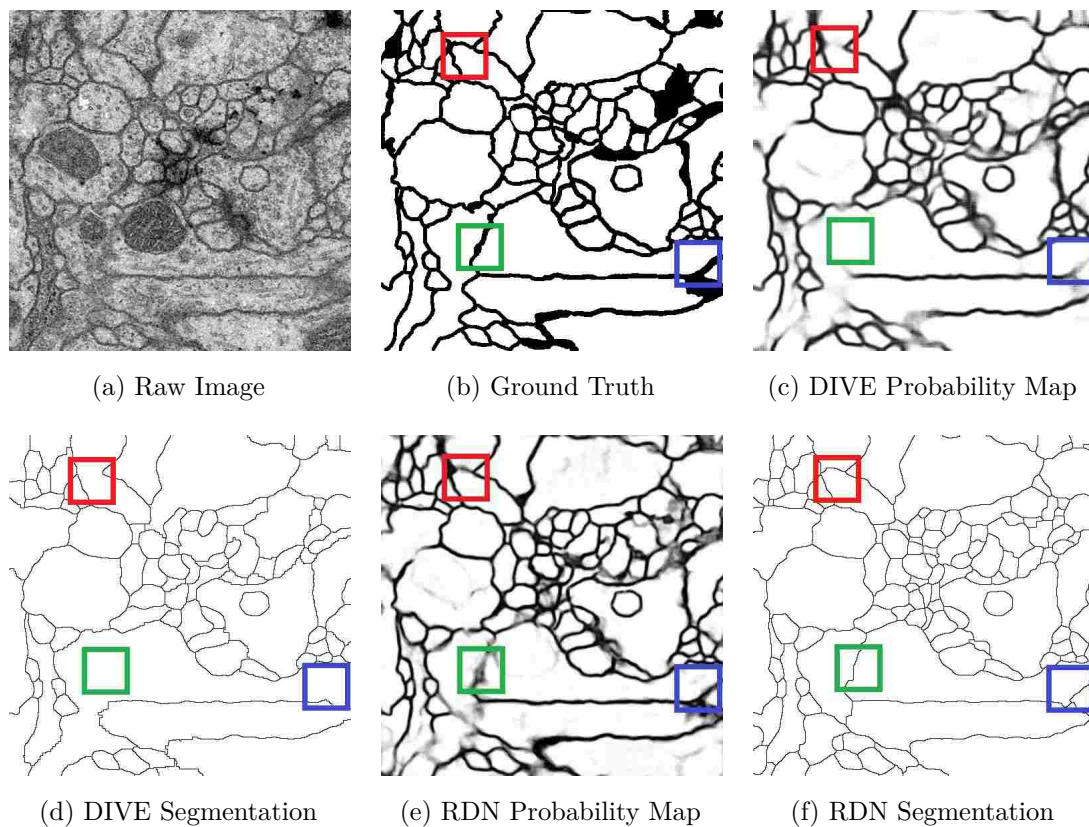 (a) Raw Image
(b) Ground Truth
(c) DIVE Probability Map
(d) DIVE Segmentation
(e) RDN Probability Map
(f) RDN Segmentation